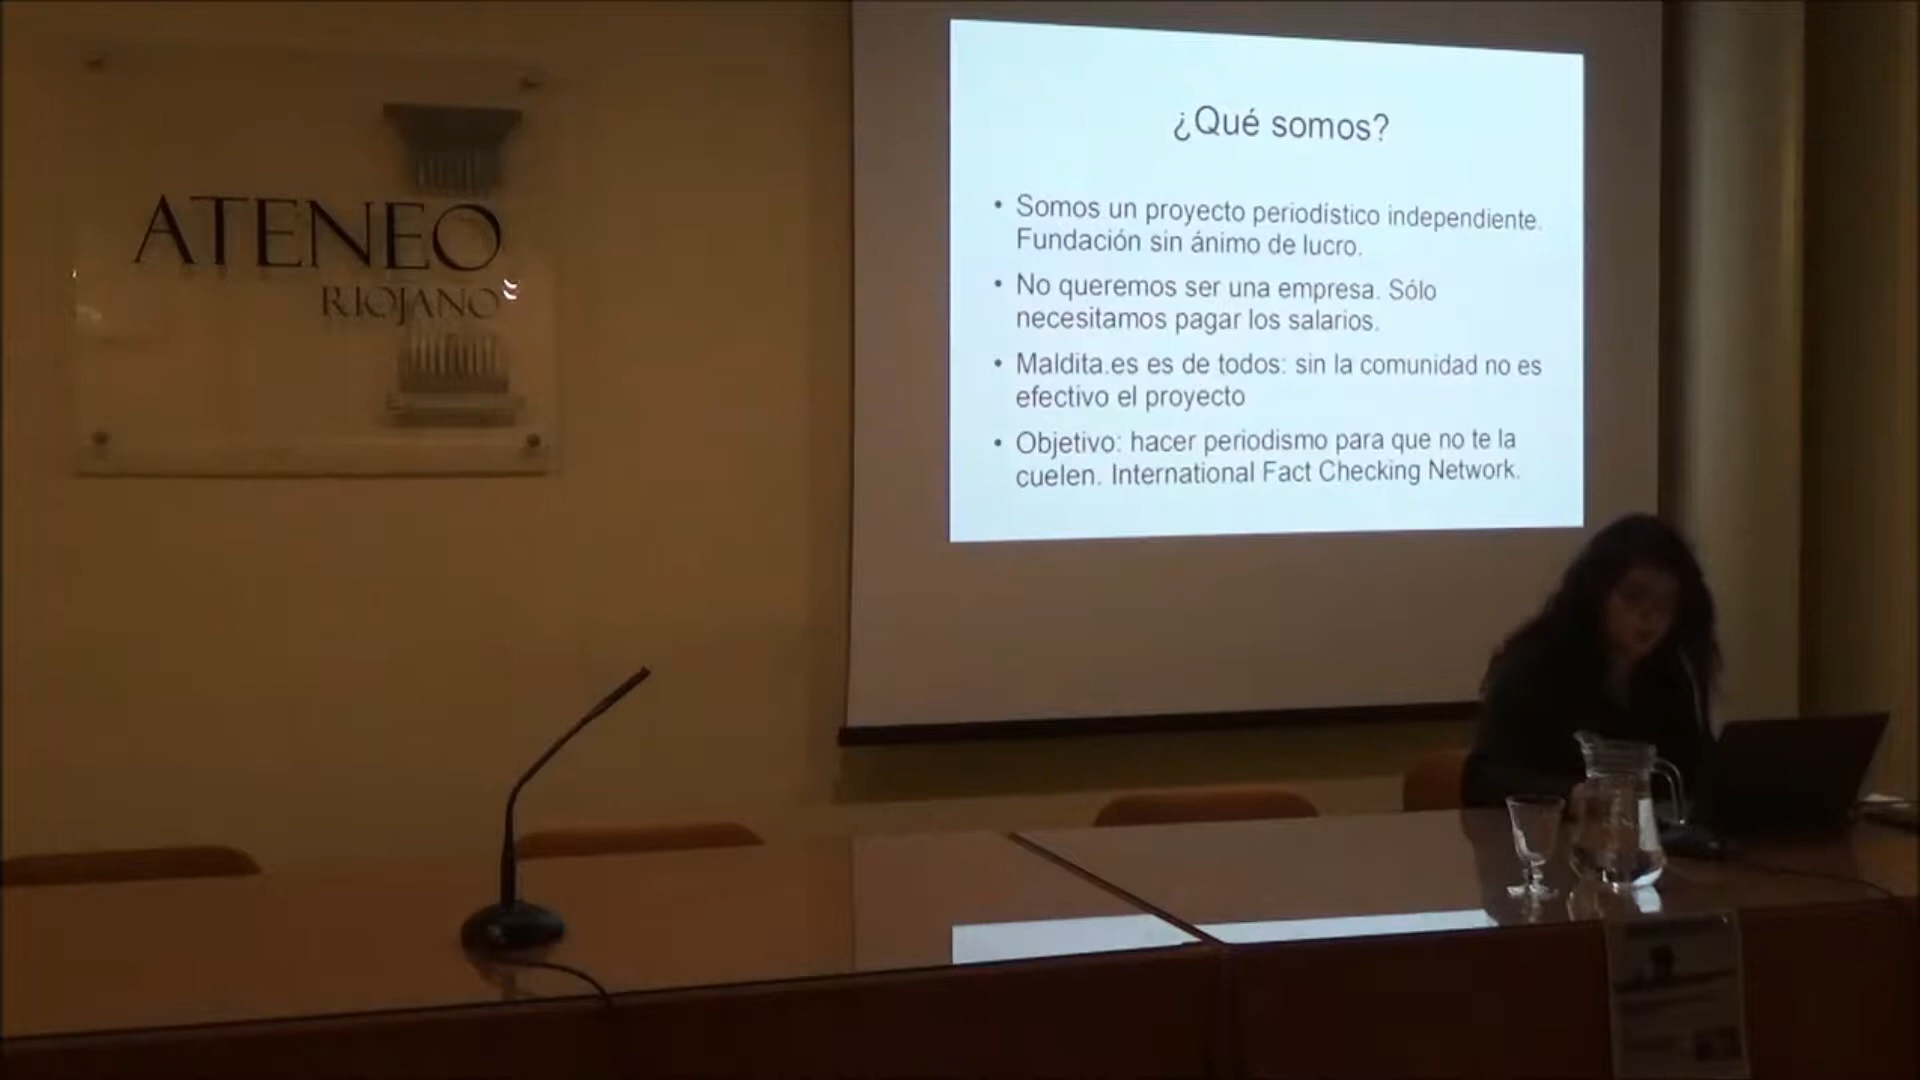 ATENEO
RIOJANO
¿Qué somos?
• Somos un proyecto periodístico independiente.
Fundación sin ánimo de lucro.
• No queremos ser una empresa. Sólo
necesitamos pagar los salarios.
• Maldita.es es de todos: sin la comunidad no es
efectivo el proyecto
• Objetivo: hacer periodismo para que no te la
cuelen. International Fact Checking Network.